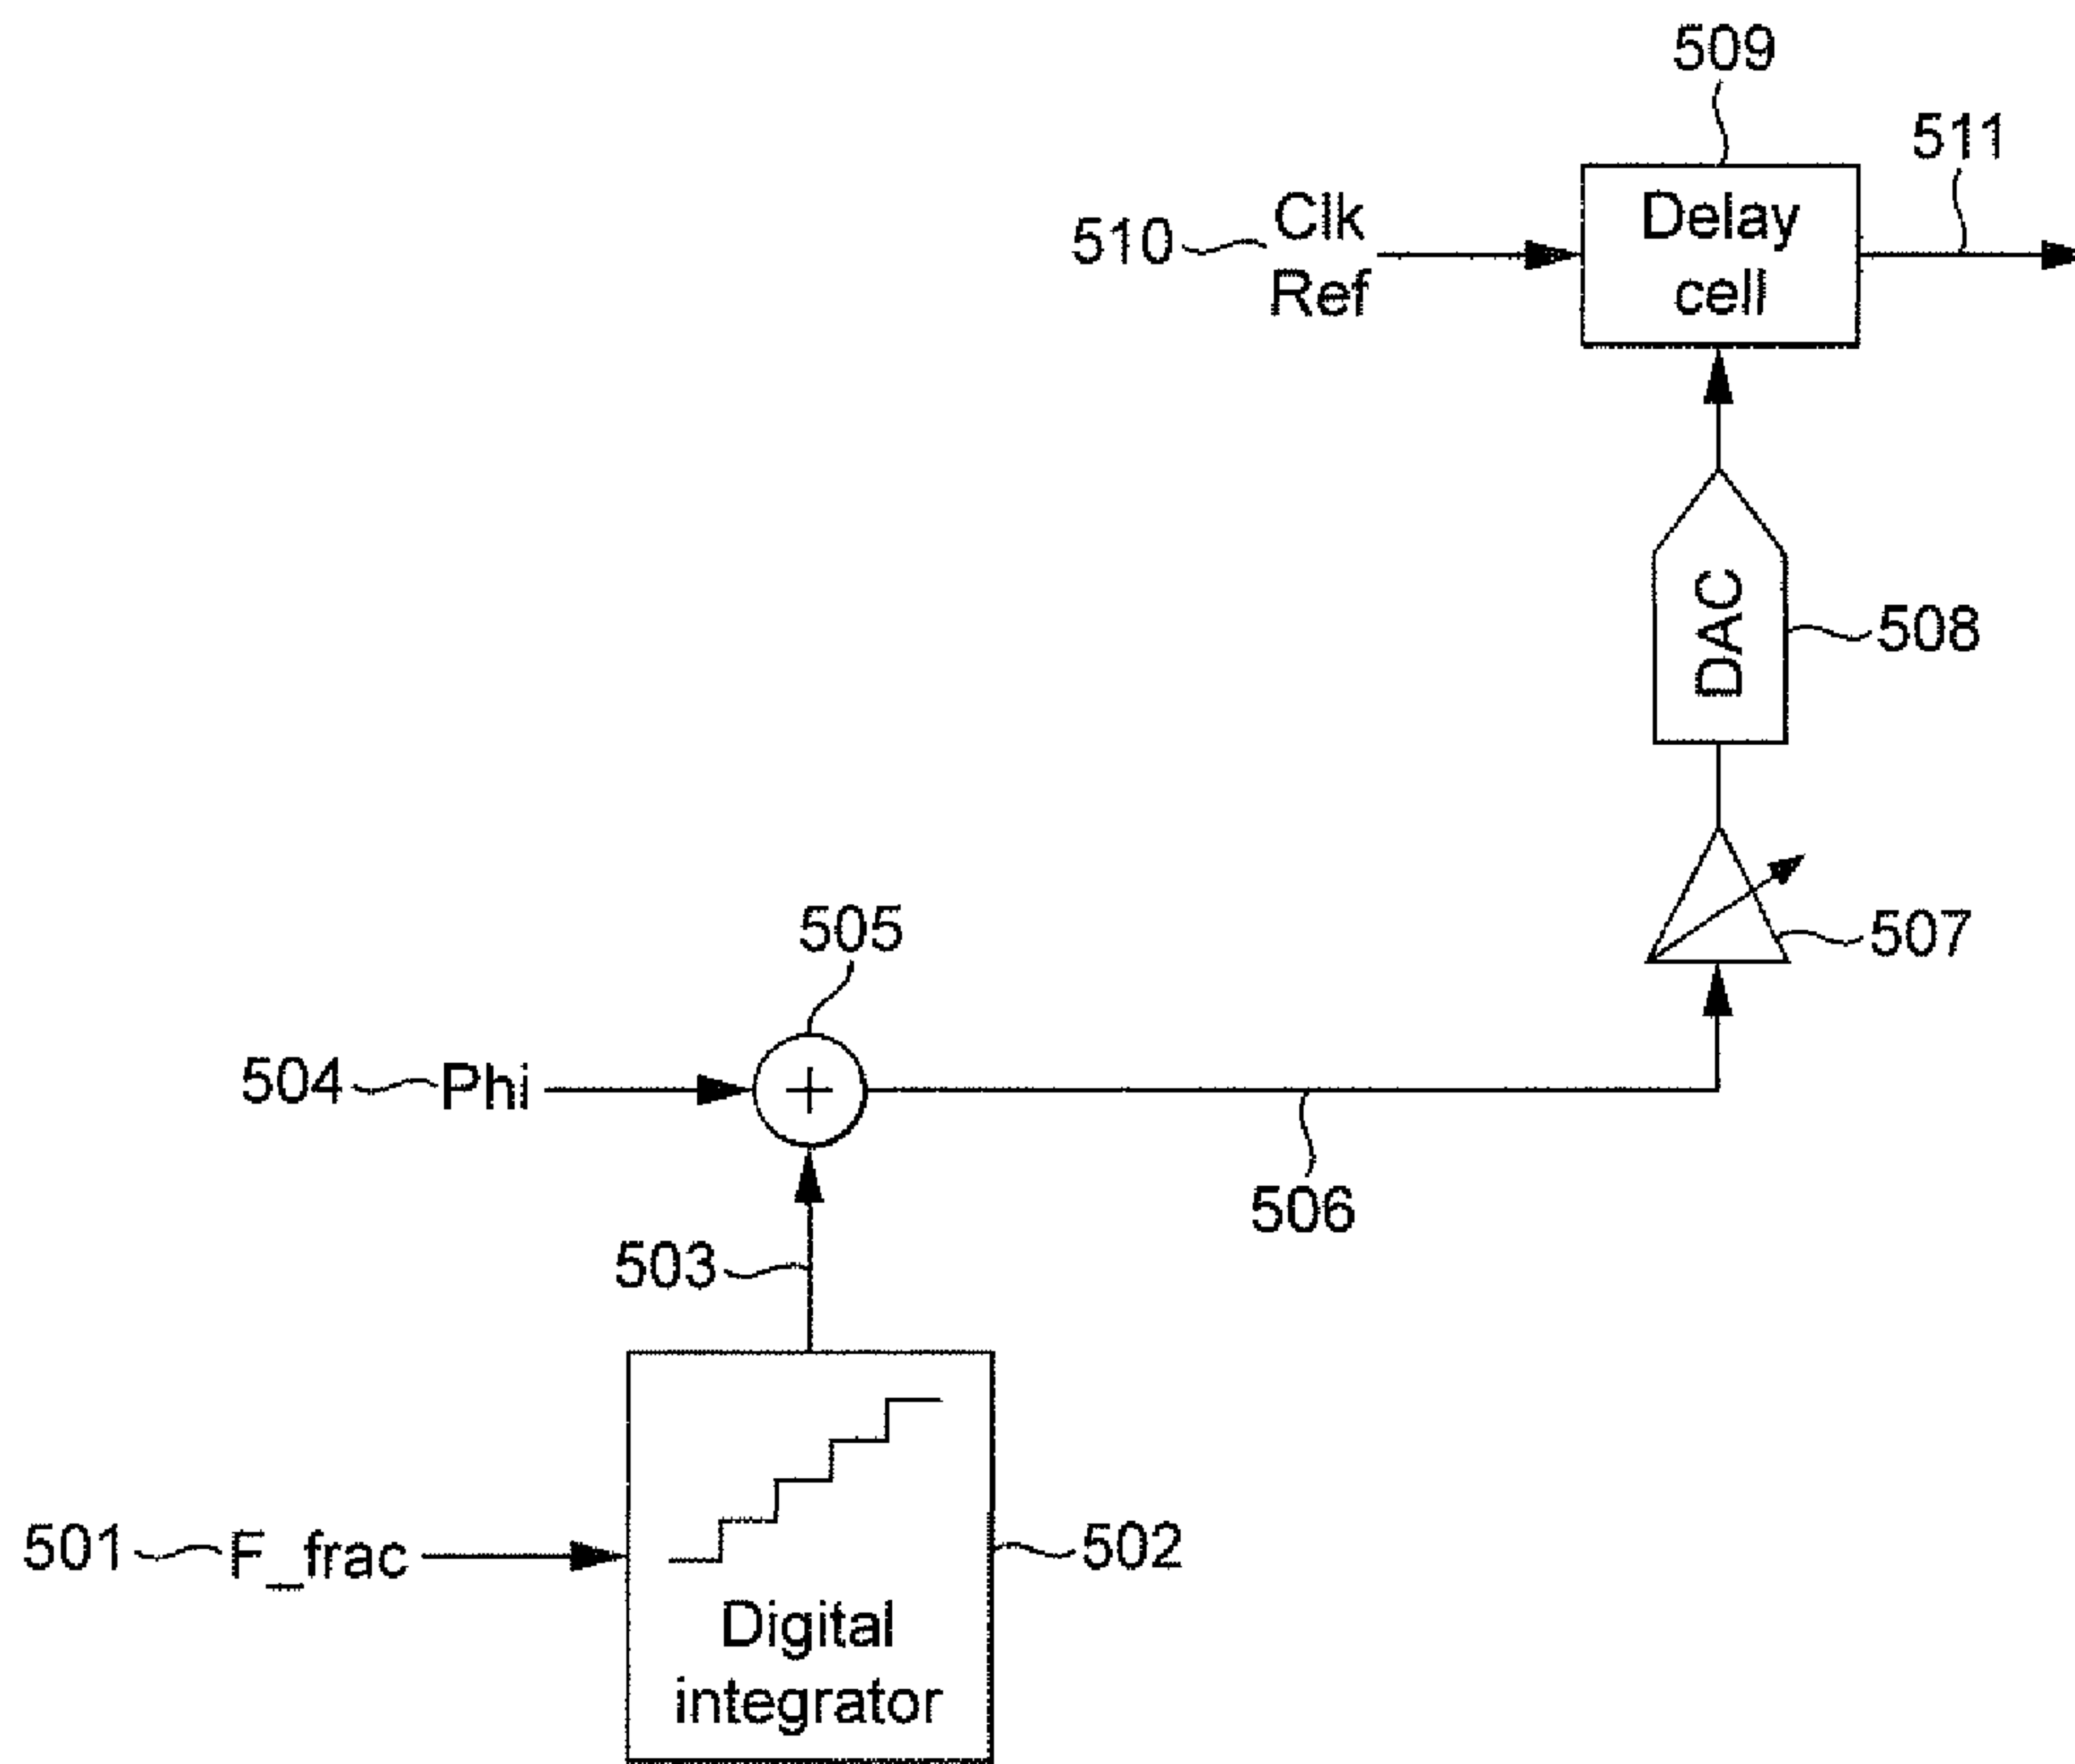 509
511
510
Clk
Ref
Delay
cell
DAC
508
507
505
504
Phi
506
503
501
F_frac
502
Digital
integrator